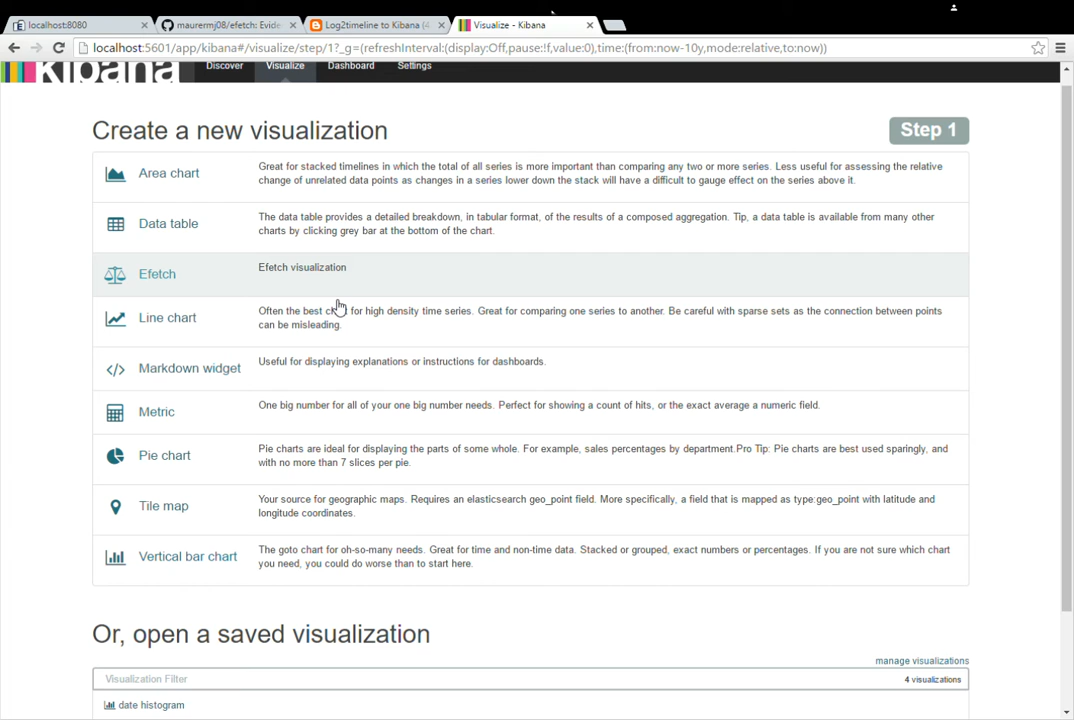 localhost:8080
maurermj08/efetch: Evide
Log2timeline to Kibana (4
Visualize - Kibana
localhost:5601/app/kibana#/visualize/step/1?_g=(refreshInterval:(display:Off,pause:!f,value:0),time:(from:now-10y,mode:relative,to:now))
kibana Discover Visualize Dashboard Settings
Create a new visualization
Step 1
Area chart
Great for stacked timelines in which the total of all series is more important than comparing any two or more series. Less useful for assessing the relative
change of unrelated data points as changes in a series lower down the stack will have a difficult to gauge effect on the series above it.
Data table
The data table provides a detailed breakdown, in tabular format, of the results of a composed aggregation. Tip, a data table is available from many other
charts by clicking grey bar at the bottom of the chart.
Efetch
Efetch visualization
Line chart
Often the best chart for high density time series. Great for comparing one series to another. Be careful with sparse sets as the connection between points
can be misleading.
Markdown widget
Useful for displaying explanations or instructions for dashboards.
Metric
One big number for all of your one big number needs. Perfect for showing a count of hits, or the exact average a numeric field.
Pie chart
Pie charts are ideal for displaying the parts of some whole. For example, sales percentages by department.Pro Tip: Pie charts are best used sparingly, and
with no more than 7 slices per pie.
Tile map
Your source for geographic maps. Requires an elasticsearch geo_point field. More specifically, a field that is mapped as type:geo_point with latitude and
longitude coordinates.
Vertical bar chart
The goto chart for oh-so-many needs. Great for time and non-time data. Stacked or grouped, exact numbers or percentages. If you are not sure which chart
you need, you could do worse than to start here.
Or, open a saved visualization
manage visualizations
Visualization Filter
4 visualizations
date histogram